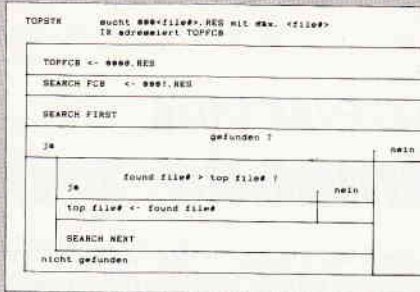 TOPSTK sucht @@@<file#>.RES mit max. <file#>
IX adressiert TOPFCB
TOPFCB <- @@@@.RES
SEARCH FCB <- @@@?.RES
SEARCH FIRST
gefunden ?
ja nein
found file# > top file# ?
ja nein
top file# <- found file#
SEARCH NEXT
nicht gefunden